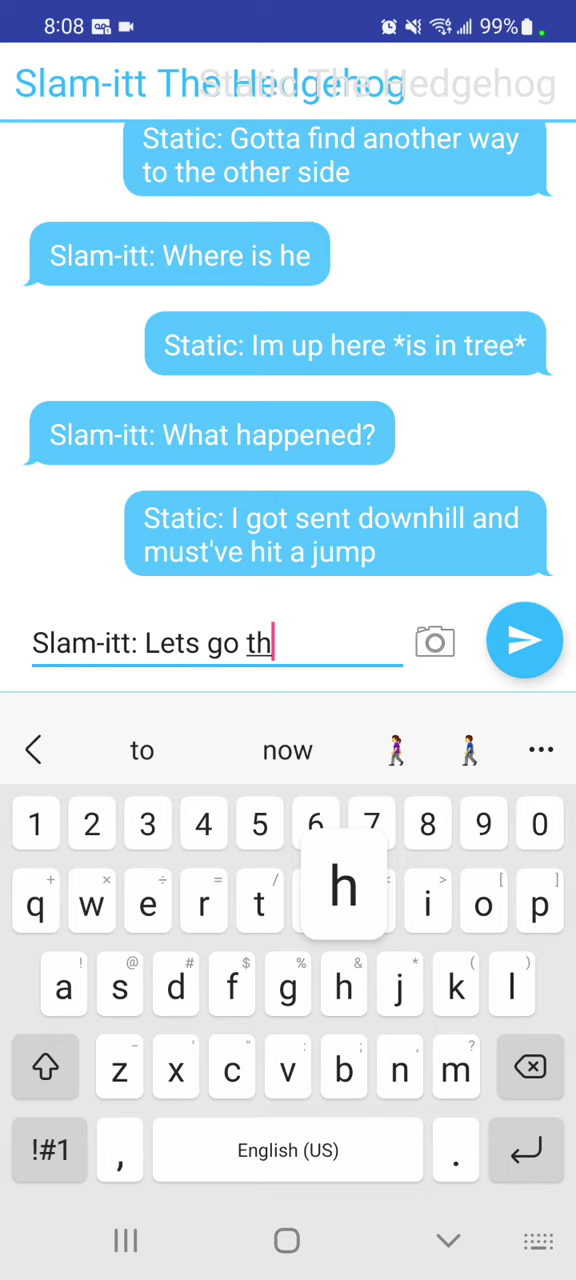 8:08 99%
Slam-itt The Hedgehog Static The Hedgehog
Static: Gotta find another way
to the other side
Slam-itt: Where is he
Static: Im up here *is in tree*
Slam-itt: What happened?
Static: I got sent downhill and
must've hit a jump
Slam-itt: Lets go th
to now
1 2 3 4 5 6 7 8 9 0
+ × ÷ = / < > [ ]
q w e r t h i o p
! @ # $ % & * ( )
a s d f g h j k l
- ' " : ; , ?
z x c v b n m
!#1 , English (US) .